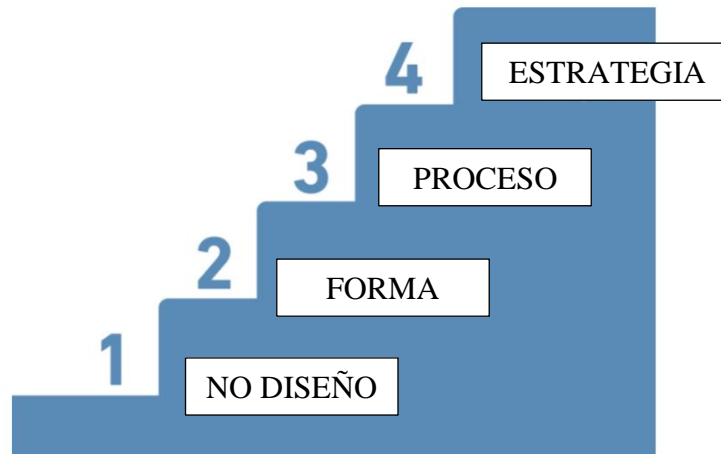 4
ESTRATEGIA
3
PROCESO
2
FORMA
1
NO DISEÑO